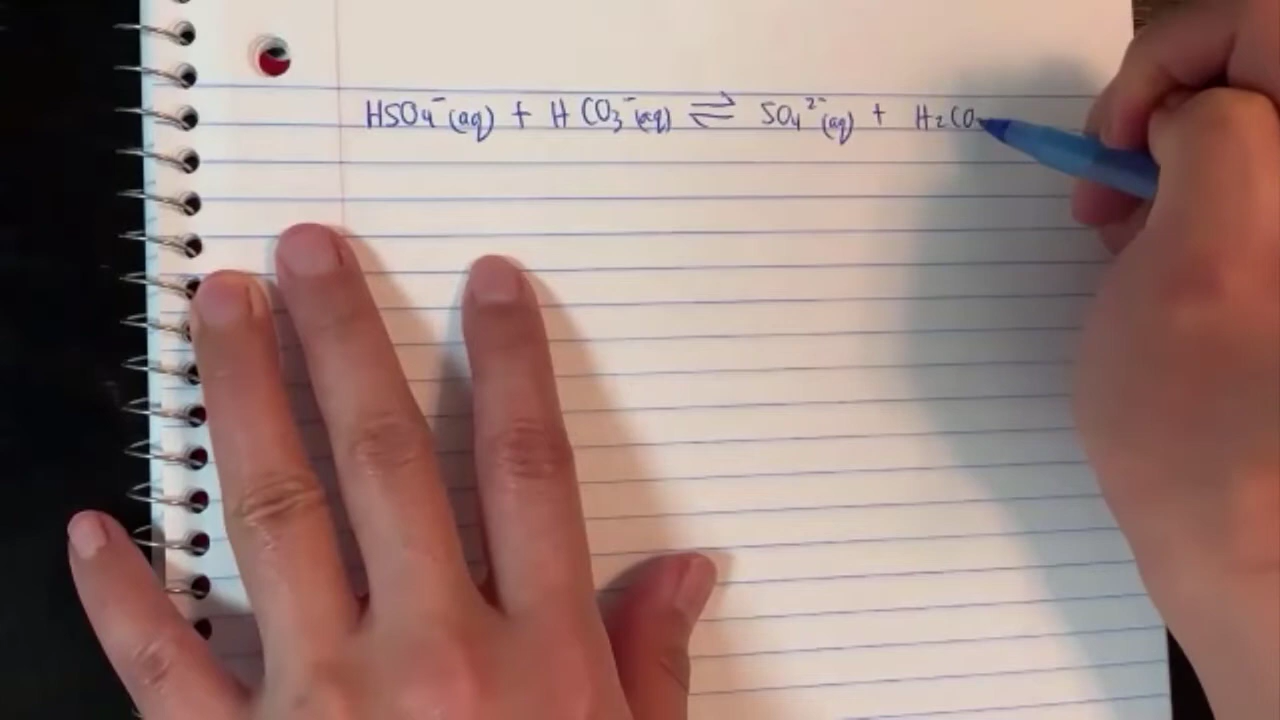 HSO₄⁻(aq) + HCO₃⁻(aq) ⇌ SO₄²⁻(aq) + H₂CO